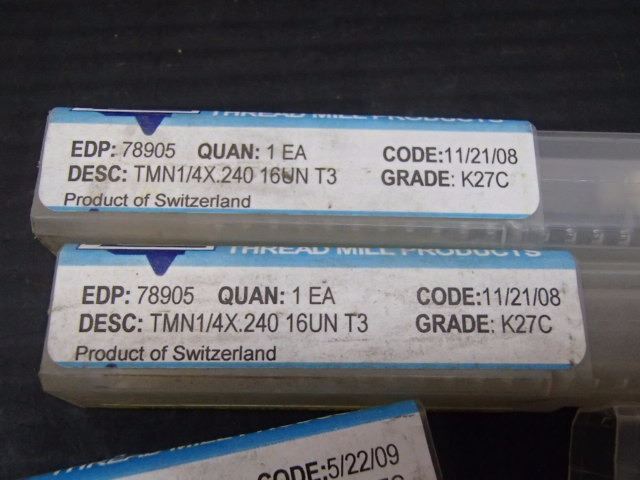 THREAD MILL PRODUCTS
EDP: 78905 QUAN: 1 EA CODE:11/21/08
DESC: TMN1/4X.240 16UN T3 GRADE: K27C
Product of Switzerland
THREAD MILL PRODUCTS
EDP: 78905 QUAN: 1 EA CODE:11/21/08
DESC: TMN1/4X.240 16UN T3 GRADE: K27C
Product of Switzerland
CODE:5/22/09